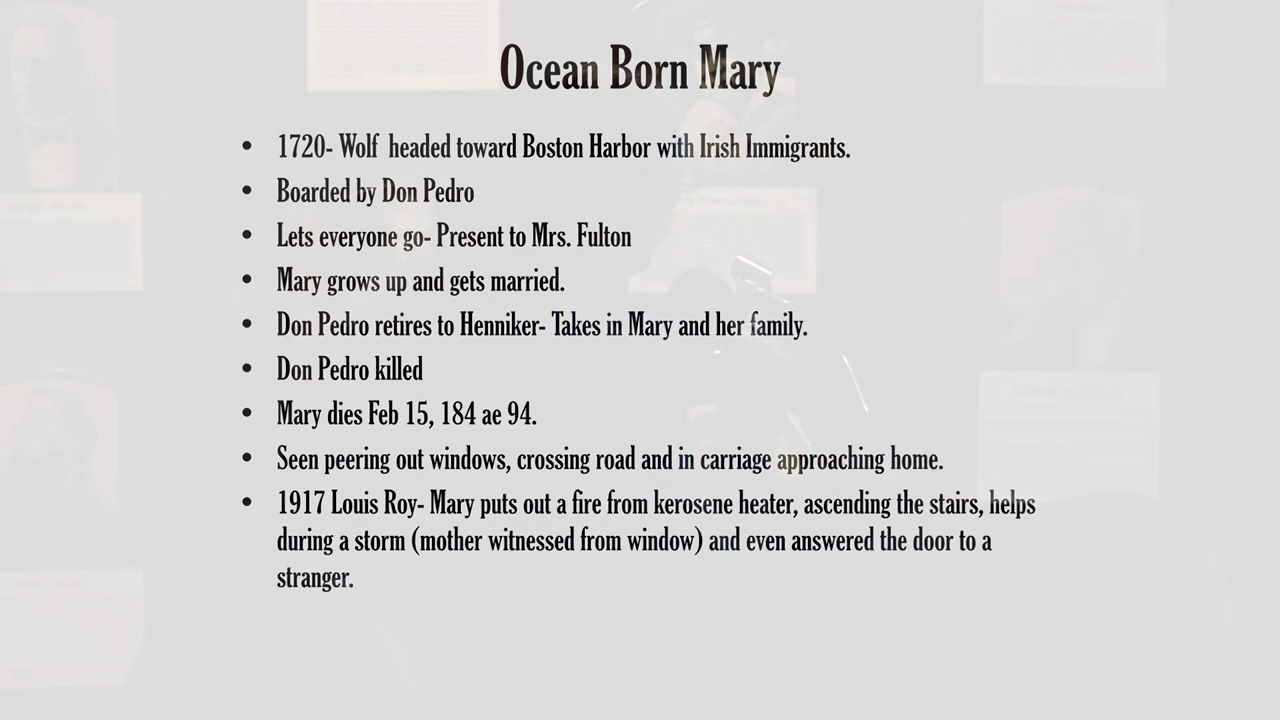 Ocean Born Mary
• 1720- Wolf headed toward Boston Harbor with Irish Immigrants.
• Boarded by Don Pedro
• Lets everyone go- Present to Mrs. Fulton
• Mary grows up and gets married.
• Don Pedro retires to Henniker- Takes in Mary and her family.
• Don Pedro killed
• Mary dies Feb 15, 184 ae 94.
• Seen peering out windows, crossing road and in carriage approaching home.
• 1917 Louis Roy- Mary puts out a fire from kerosene heater, ascending the stairs, helps
during a storm (mother witnessed from window) and even answered the door to a
stranger.